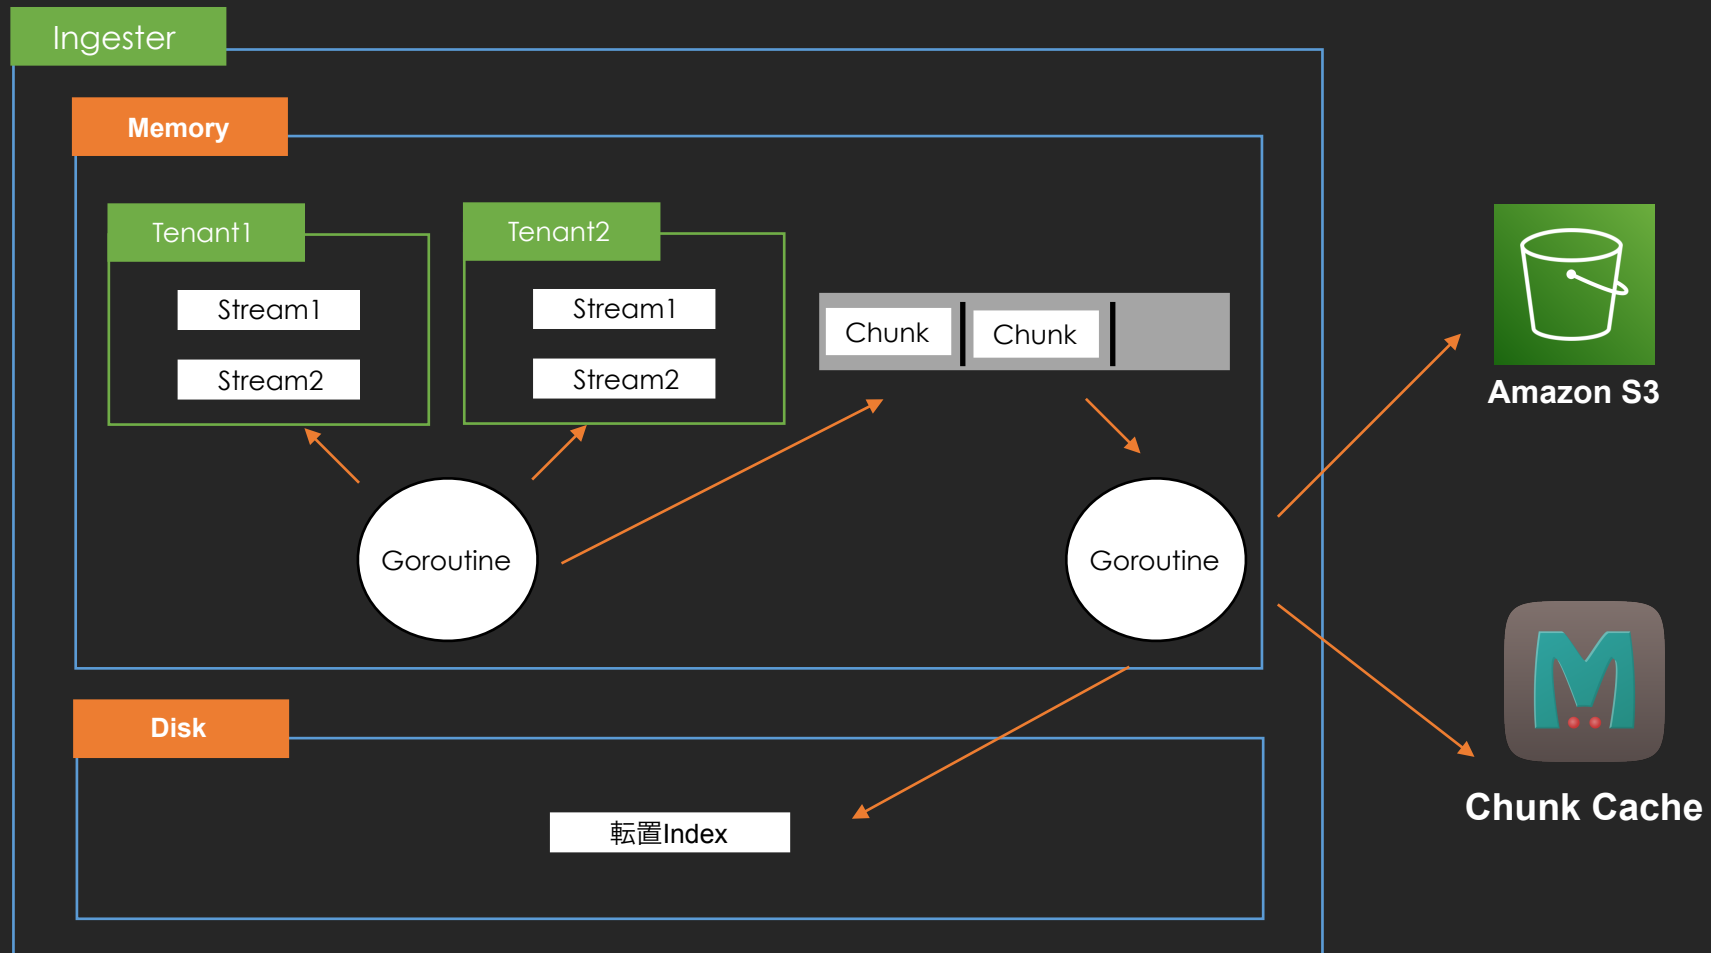 Ingester
Memory
Tenant1
Tenant2
Stream1
Stream2
Stream1
Stream2
Chunk
Chunk
Goroutine
Goroutine
Amazon S3
Chunk Cache
Disk
転置Index